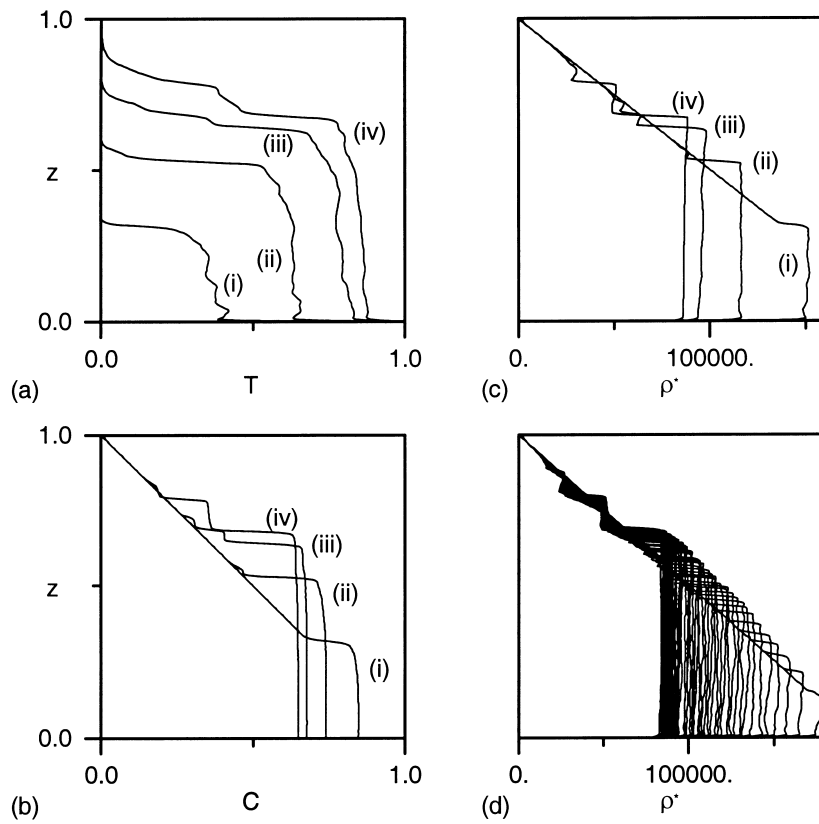 1.0
(iv)
(iii)
z
(ii)
(i)
0.0
0.0
1.0
(a)
T
(iv)
(iii)
(ii)
(i)
0.
100000.
(c)
ρ*
1.0
(iv)
(iii)
z
(ii)
(i)
0.0
0.0
1.0
(b)
C
0.
100000.
(d)
ρ*